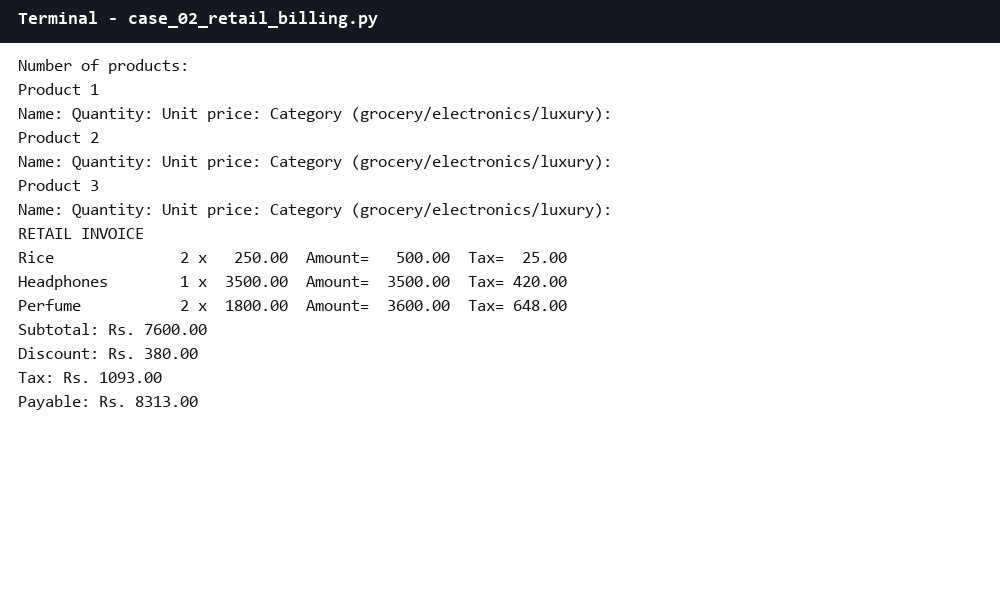 Terminal - case_02_retail_billing.py
Number of products:
Product 1
Name: Quantity: Unit price: Category (grocery/electronics/luxury):
Product 2
Name: Quantity: Unit price: Category (grocery/electronics/luxury):
Product 3
Name: Quantity: Unit price: Category (grocery/electronics/luxury):
RETAIL INVOICE
Rice              2 x   250.00  Amount=   500.00  Tax=  25.00
Headphones        1 x  3500.00  Amount=  3500.00  Tax= 420.00
Perfume           2 x  1800.00  Amount=  3600.00  Tax= 648.00
Subtotal: Rs. 7600.00
Discount: Rs. 380.00
Tax: Rs. 1093.00
Payable: Rs. 8313.00